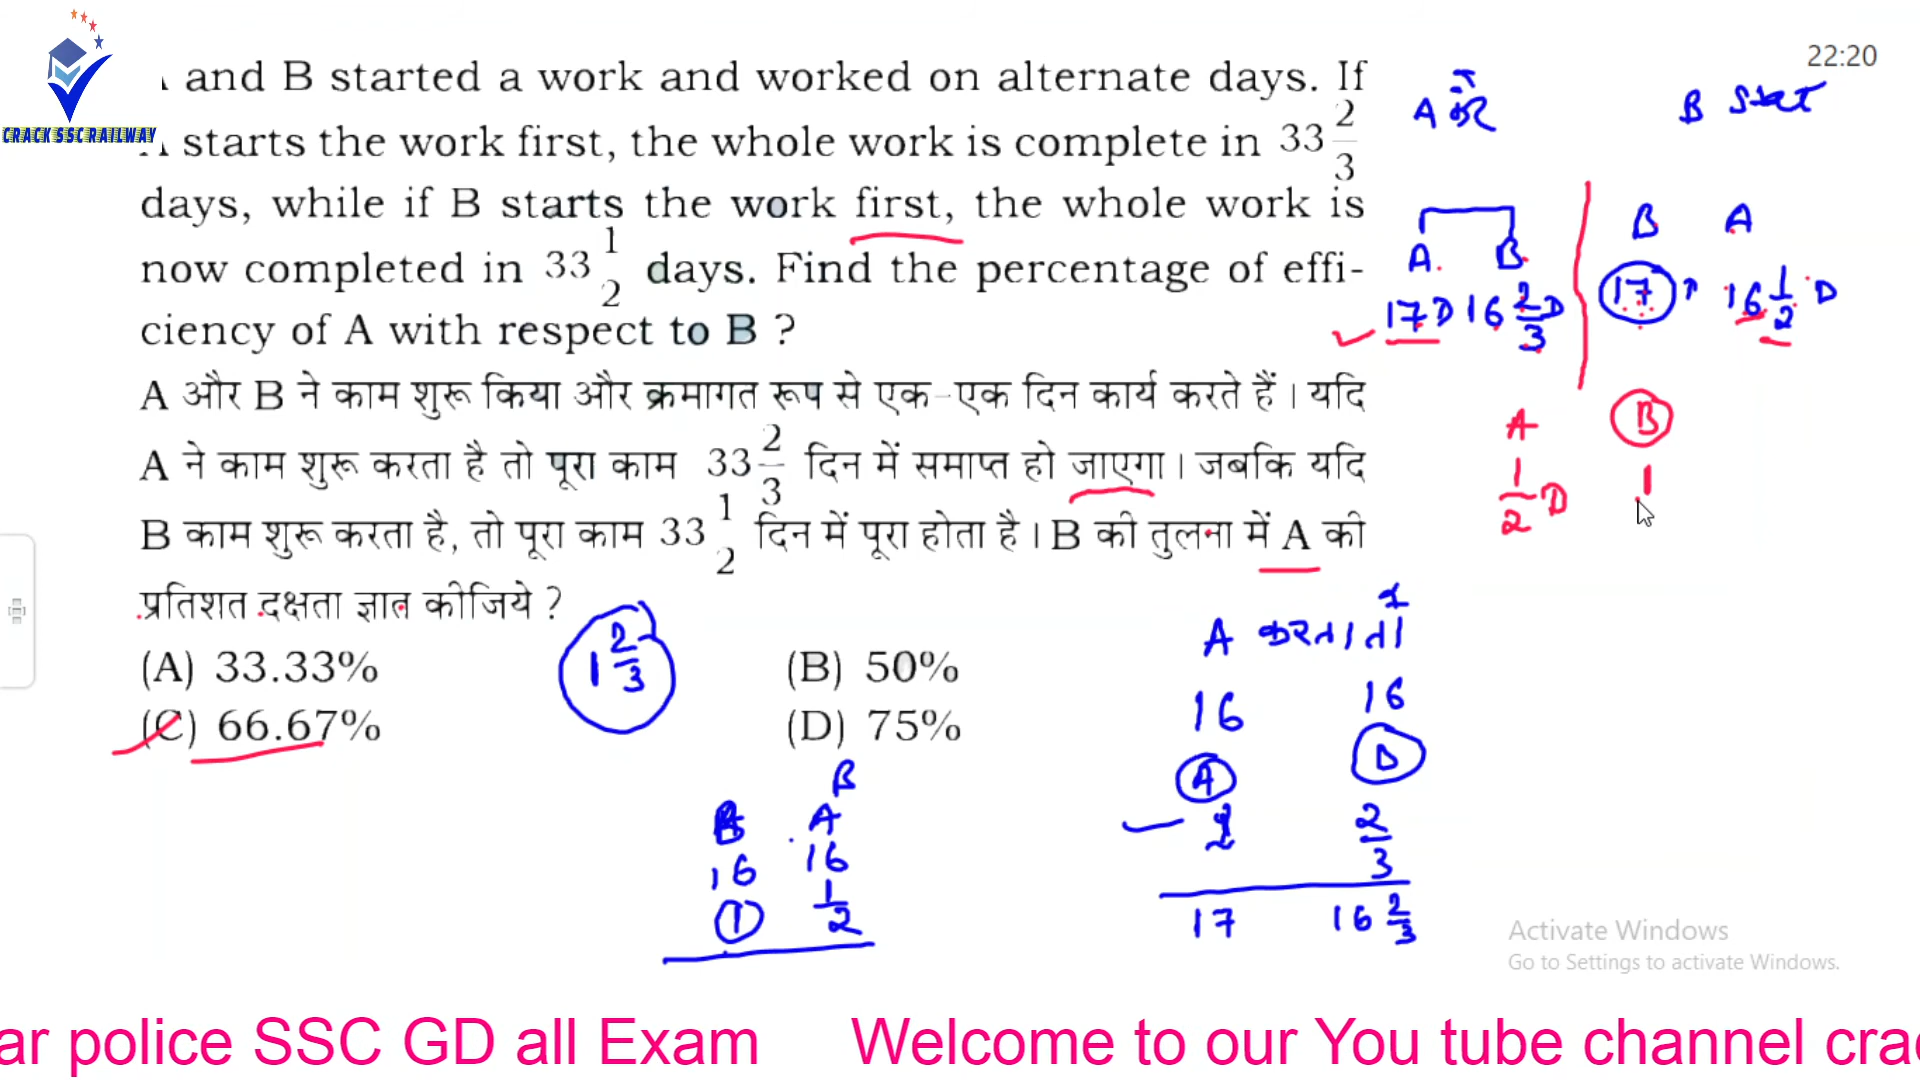 22:20
and B started a work and worked on alternate days. If
starts the work first, the whole work is complete in 33 2/3
days, while if B starts the work first, the whole work is
now completed in 33 1/2 days. Find the percentage of effi-
ciency of A with respect to B ?
A और B ने काम शुरू किया और क्रमागत रूप से एक-एक दिन कार्य करते हैं। यदि
A ने काम शुरू करता है तो पूरा काम 33 2/3 दिन में समाप्त हो जाएगा। जबकि यदि
B काम शुरू करता है, तो पूरा काम 33 1/2 दिन में पूरा होता है। B की तुलना में A की
प्रतिशत दक्षता ज्ञात कीजिये ?
(A) 33.33%
(B) 50%
(C) 66.67%
(D) 75%
CRACK SSC RAILWAY
A
B Start
A B
17D 16 2/3 D
B A
17 16 1/2 D
A B
1/2 D 1
1 2/3
A करता
16 16
A
2/3
17 16 2/3
B
B A
16 16
1 1/2
Activate Windows
Go to Settings to activate Windows.
ar police SSC GD all Exam Welcome to our You tube channel crac